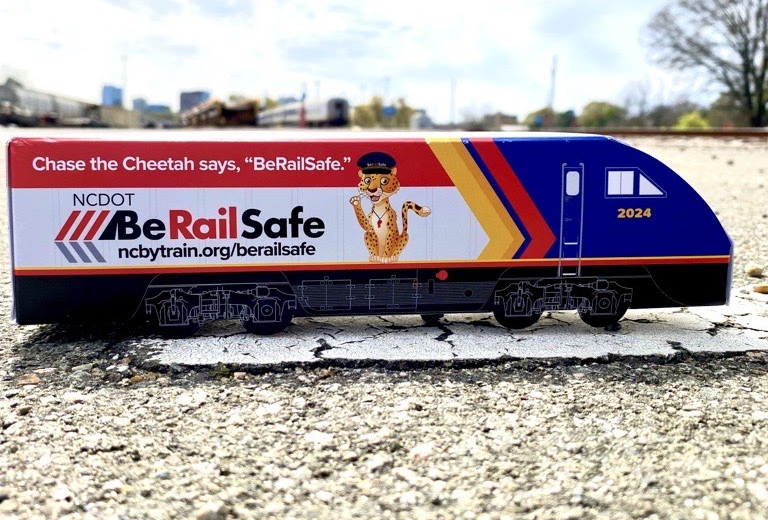 Chase the Cheetah says, “BeRailSafe.”
NCDOT
BeRailSafe
ncbytrain.org/berailsafe
2024